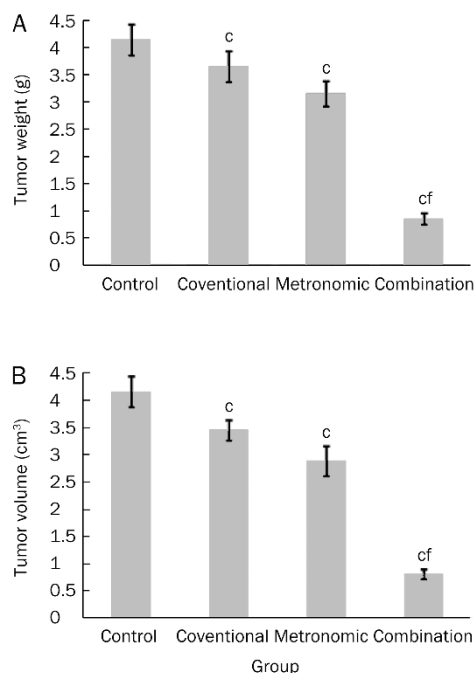 A
Tumor weight (g)
4.5
4
3.5
3
2.5
2
1.5
1
0.5
0
c
c
cf
Control Coventional Metronomic Combination
B
Tumor volume (cm³)
4.5
4
3.5
3
2.5
2
1.5
1
0.5
0
c
c
cf
Control Coventional Metronomic Combination
Group